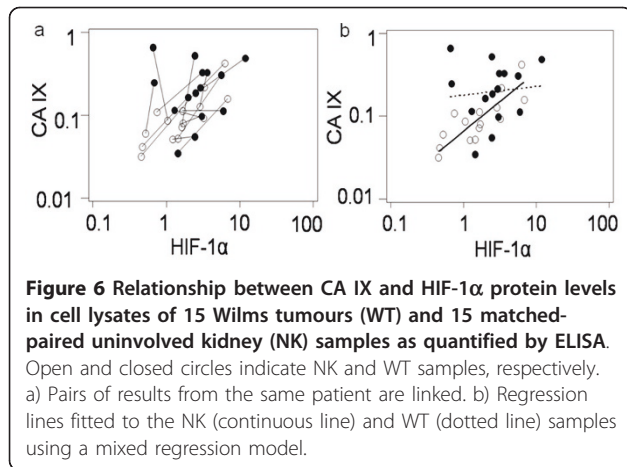 a
b
1
1
CA IX
CA IX
0.1
0.1
0.01
0.01
0.1 1 10 100
0.1 1 10 100
HIF-1α
HIF-1α
Figure 6 Relationship between CA IX and HIF-1α protein levels
in cell lysates of 15 Wilms tumours (WT) and 15 matched-
paired uninvolved kidney (NK) samples as quantified by ELISA.
Open and closed circles indicate NK and WT samples, respectively.
a) Pairs of results from the same patient are linked. b) Regression
lines fitted to the NK (continuous line) and WT (dotted line) samples
using a mixed regression model.